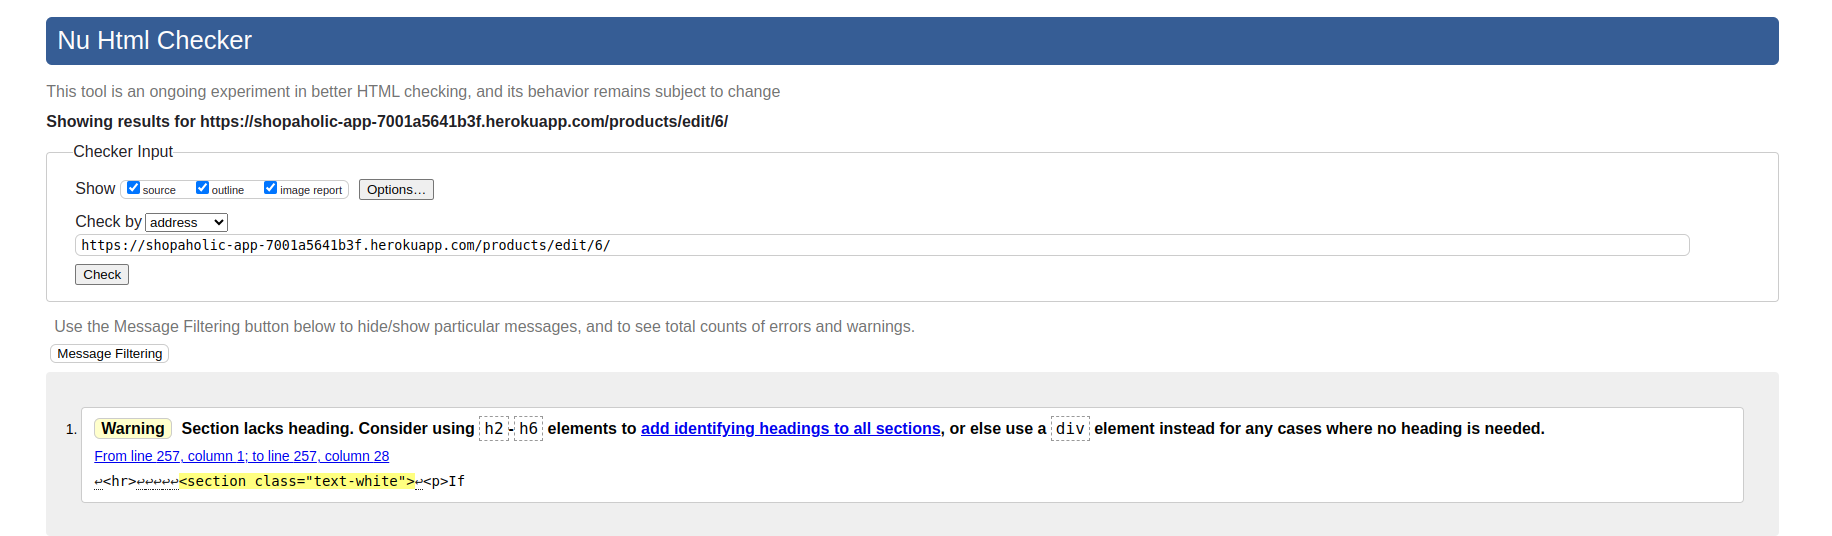 Nu Html Checker
This tool is an ongoing experiment in better HTML checking, and its behavior remains subject to change
Showing results for https://shopaholic-app-7001a5641b3f.herokuapp.com/products/edit/6/
Checker Input
Show source outline image report Options…
Check by address
https://shopaholic-app-7001a5641b3f.herokuapp.com/products/edit/6/
Check
Use the Message Filtering button below to hide/show particular messages, and to see total counts of errors and warnings.
Message Filtering
1. Warning Section lacks heading. Consider using h2-h6 elements to add identifying headings to all sections, or else use a div element instead for any cases where no heading is needed.
From line 257, column 1; to line 257, column 28
↩<hr>↩↩↩↩↩<section class="text-white">↩<p>If